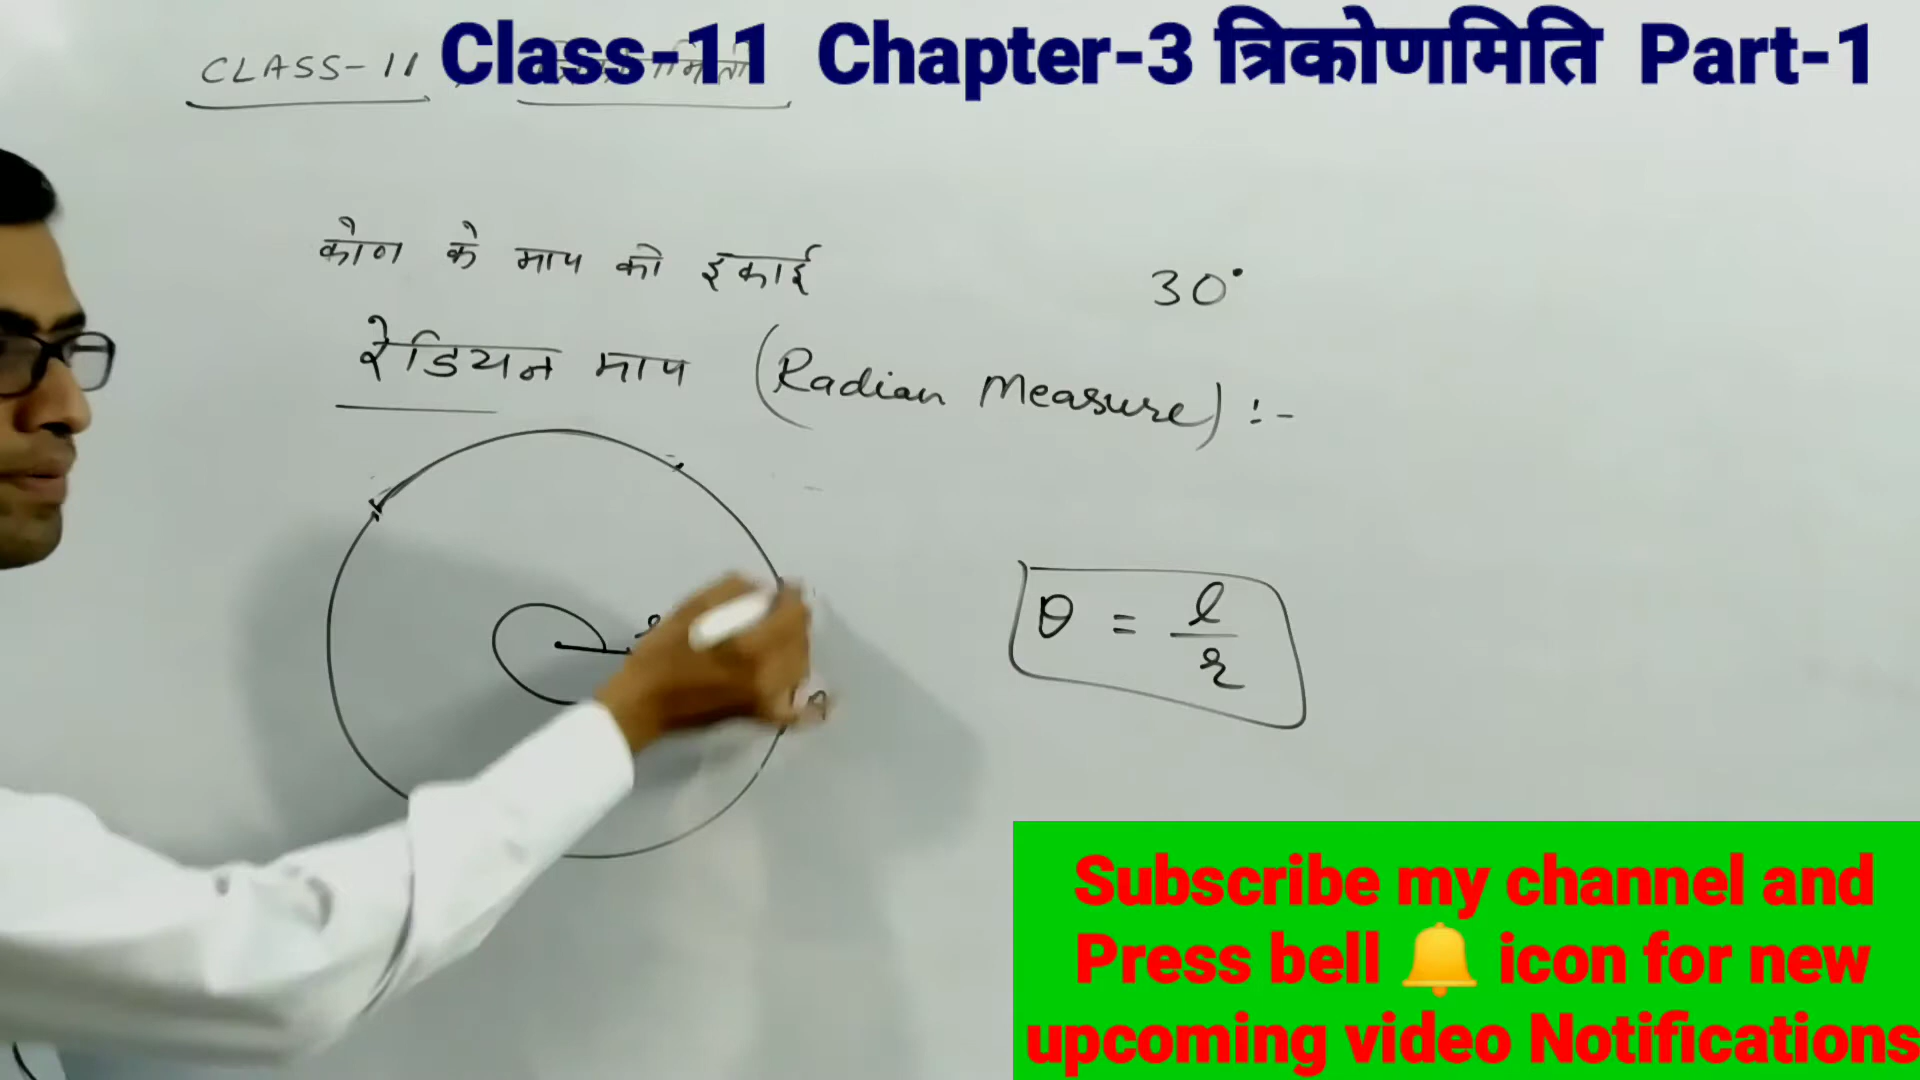 Class-11 Chapter-3 त्रिकोणमिति Part-1
CLASS-11
कोण के माप की इकाई
30°
रेडियन माप (Radian Measure) :-
r
A
θ = l/r
Subscribe my channel and
Press bell 🔔 icon for new
upcoming video Notifications